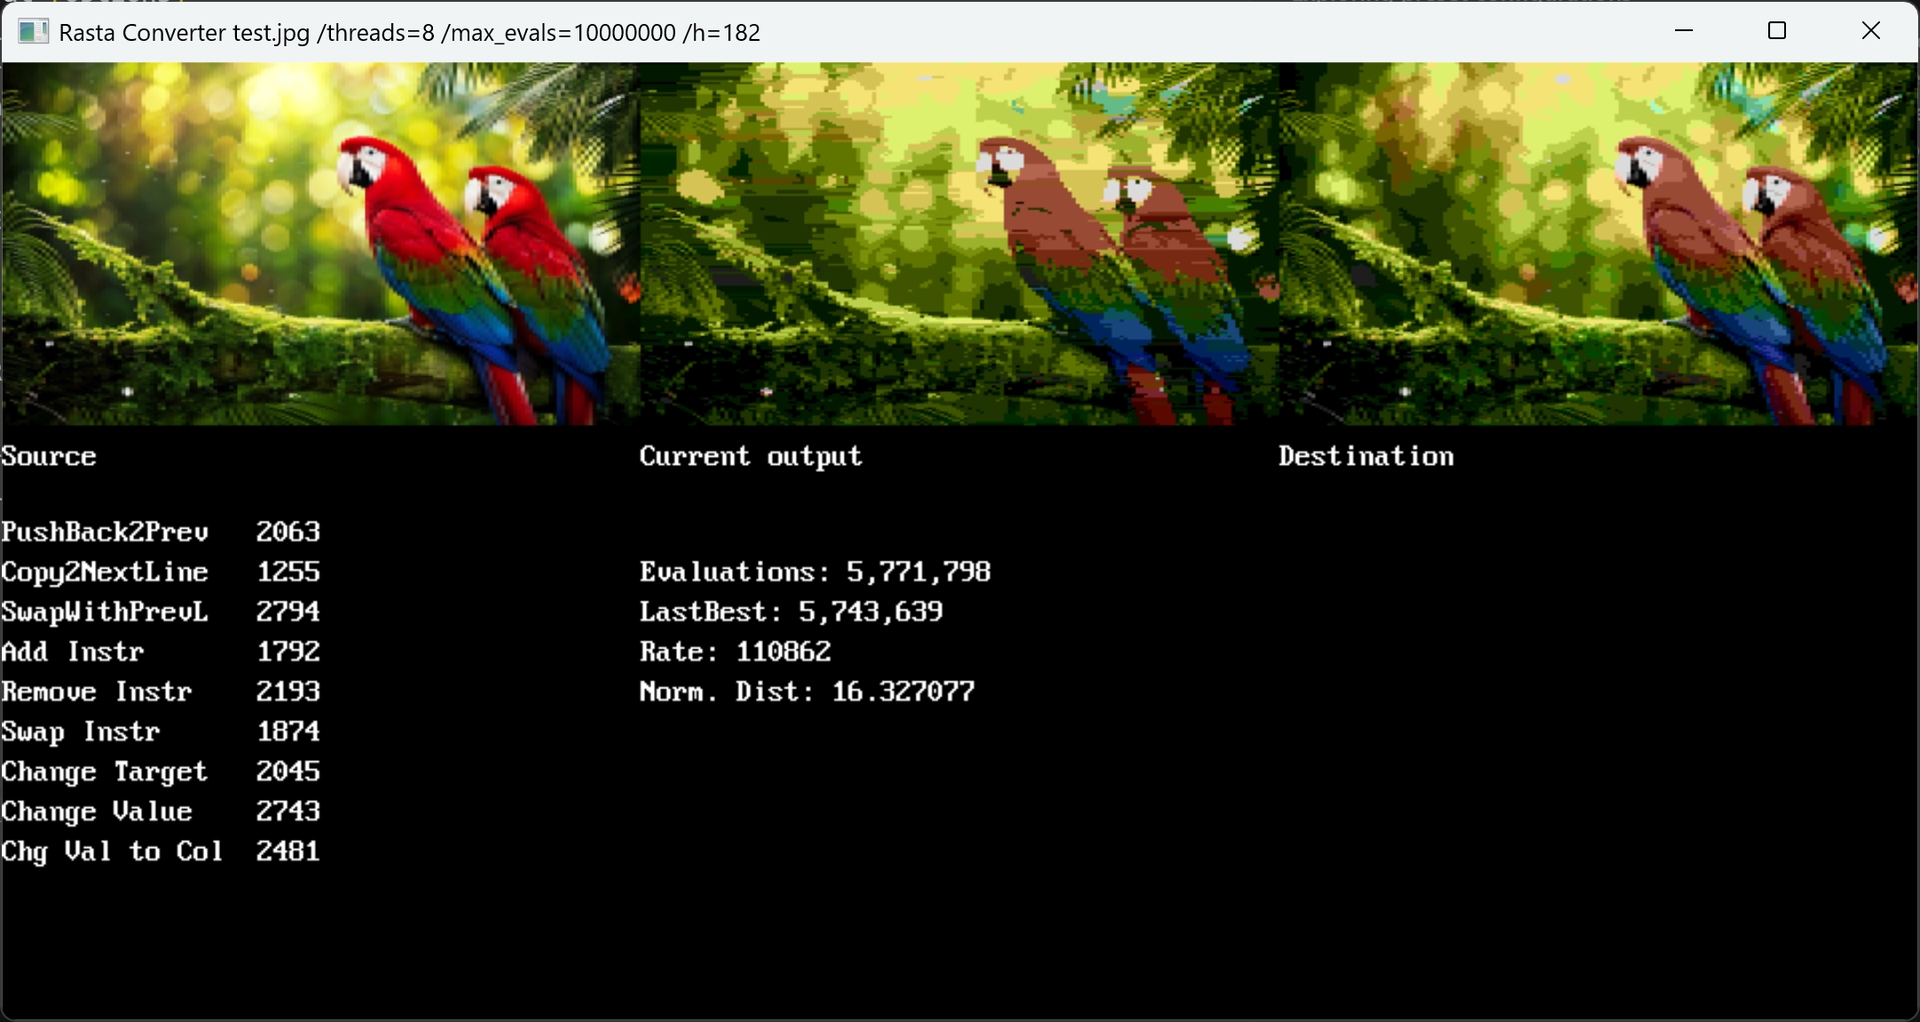 Rasta Converter test.jpg /threads=8 /max_evals=10000000 /h=182
Source
Current output
Destination
PushBack2Prev 2063
Copy2NextLine 1255
SwapWithPrevL 2794
Add Instr 1792
Remove Instr 2193
Swap Instr 1874
Change Target 2045
Change Value 2743
Chg Val to Col 2481
Evaluations: 5,771,798
LastBest: 5,743,639
Rate: 110862
Norm. Dist: 16.327077